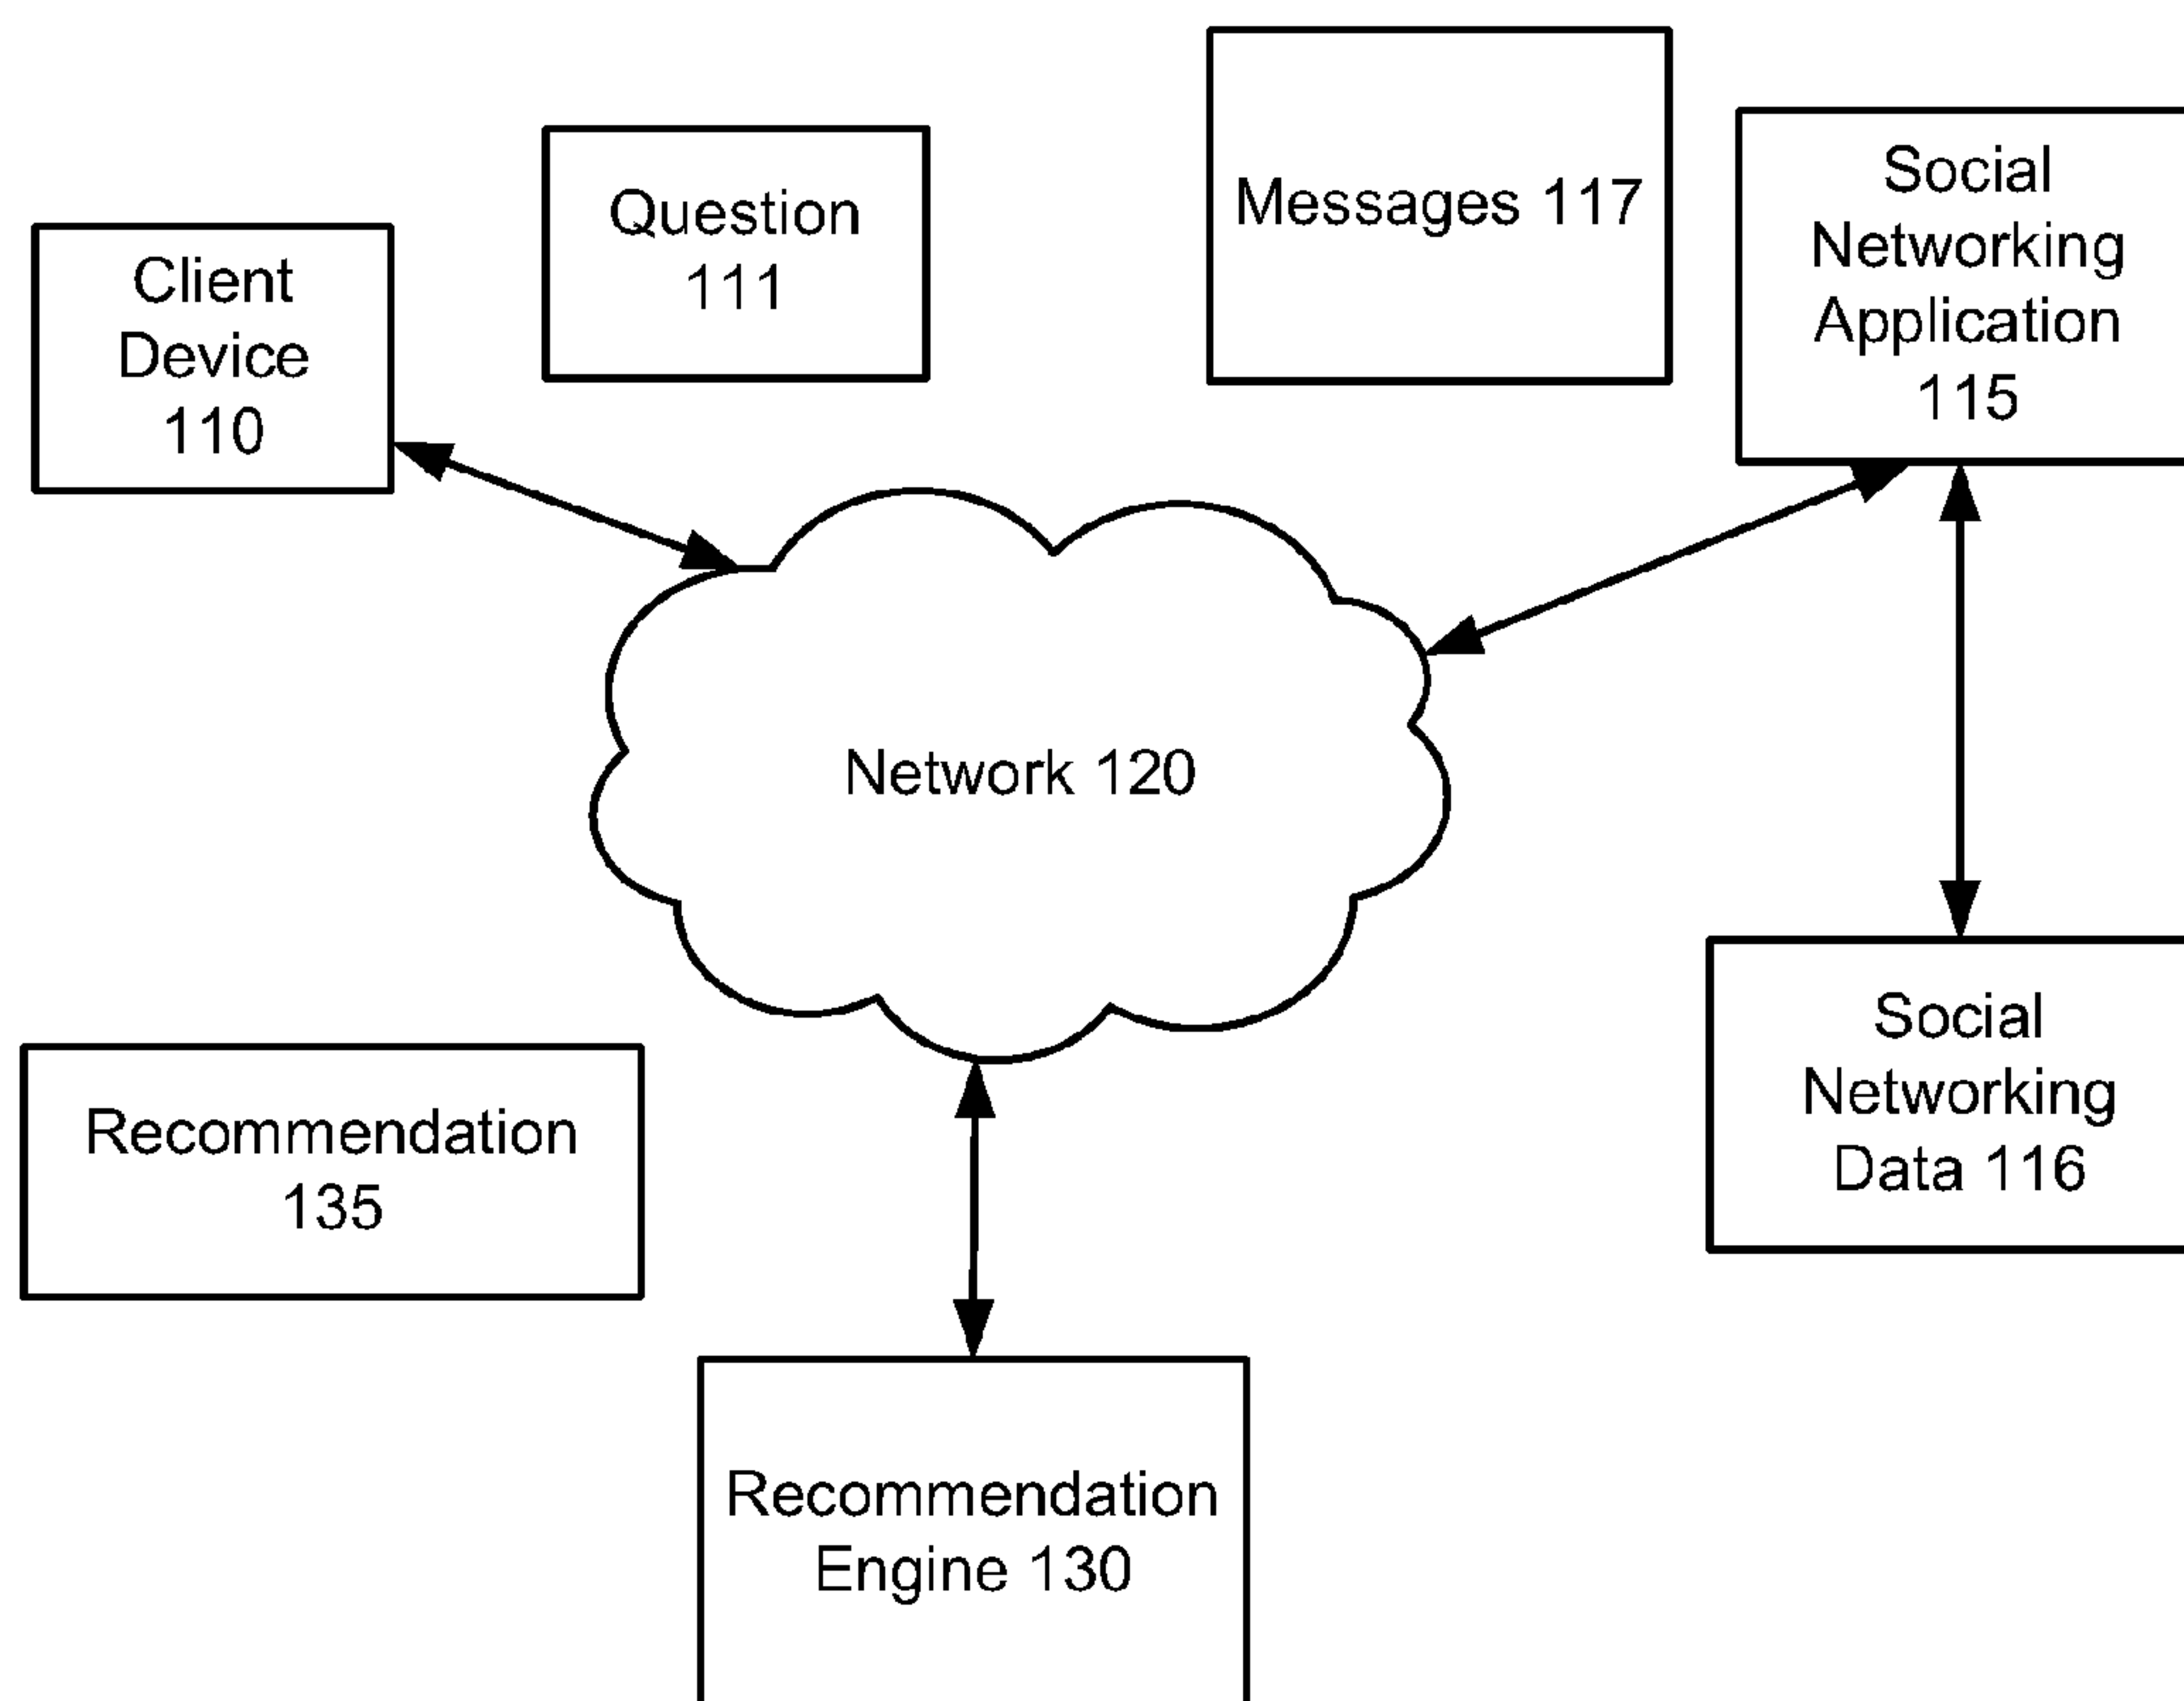 Messages 117
Social
Networking
Application
115
Question
111
Client
Device
110
Network 120
Social
Networking
Data 116
Recommendation
135
Recommendation
Engine 130